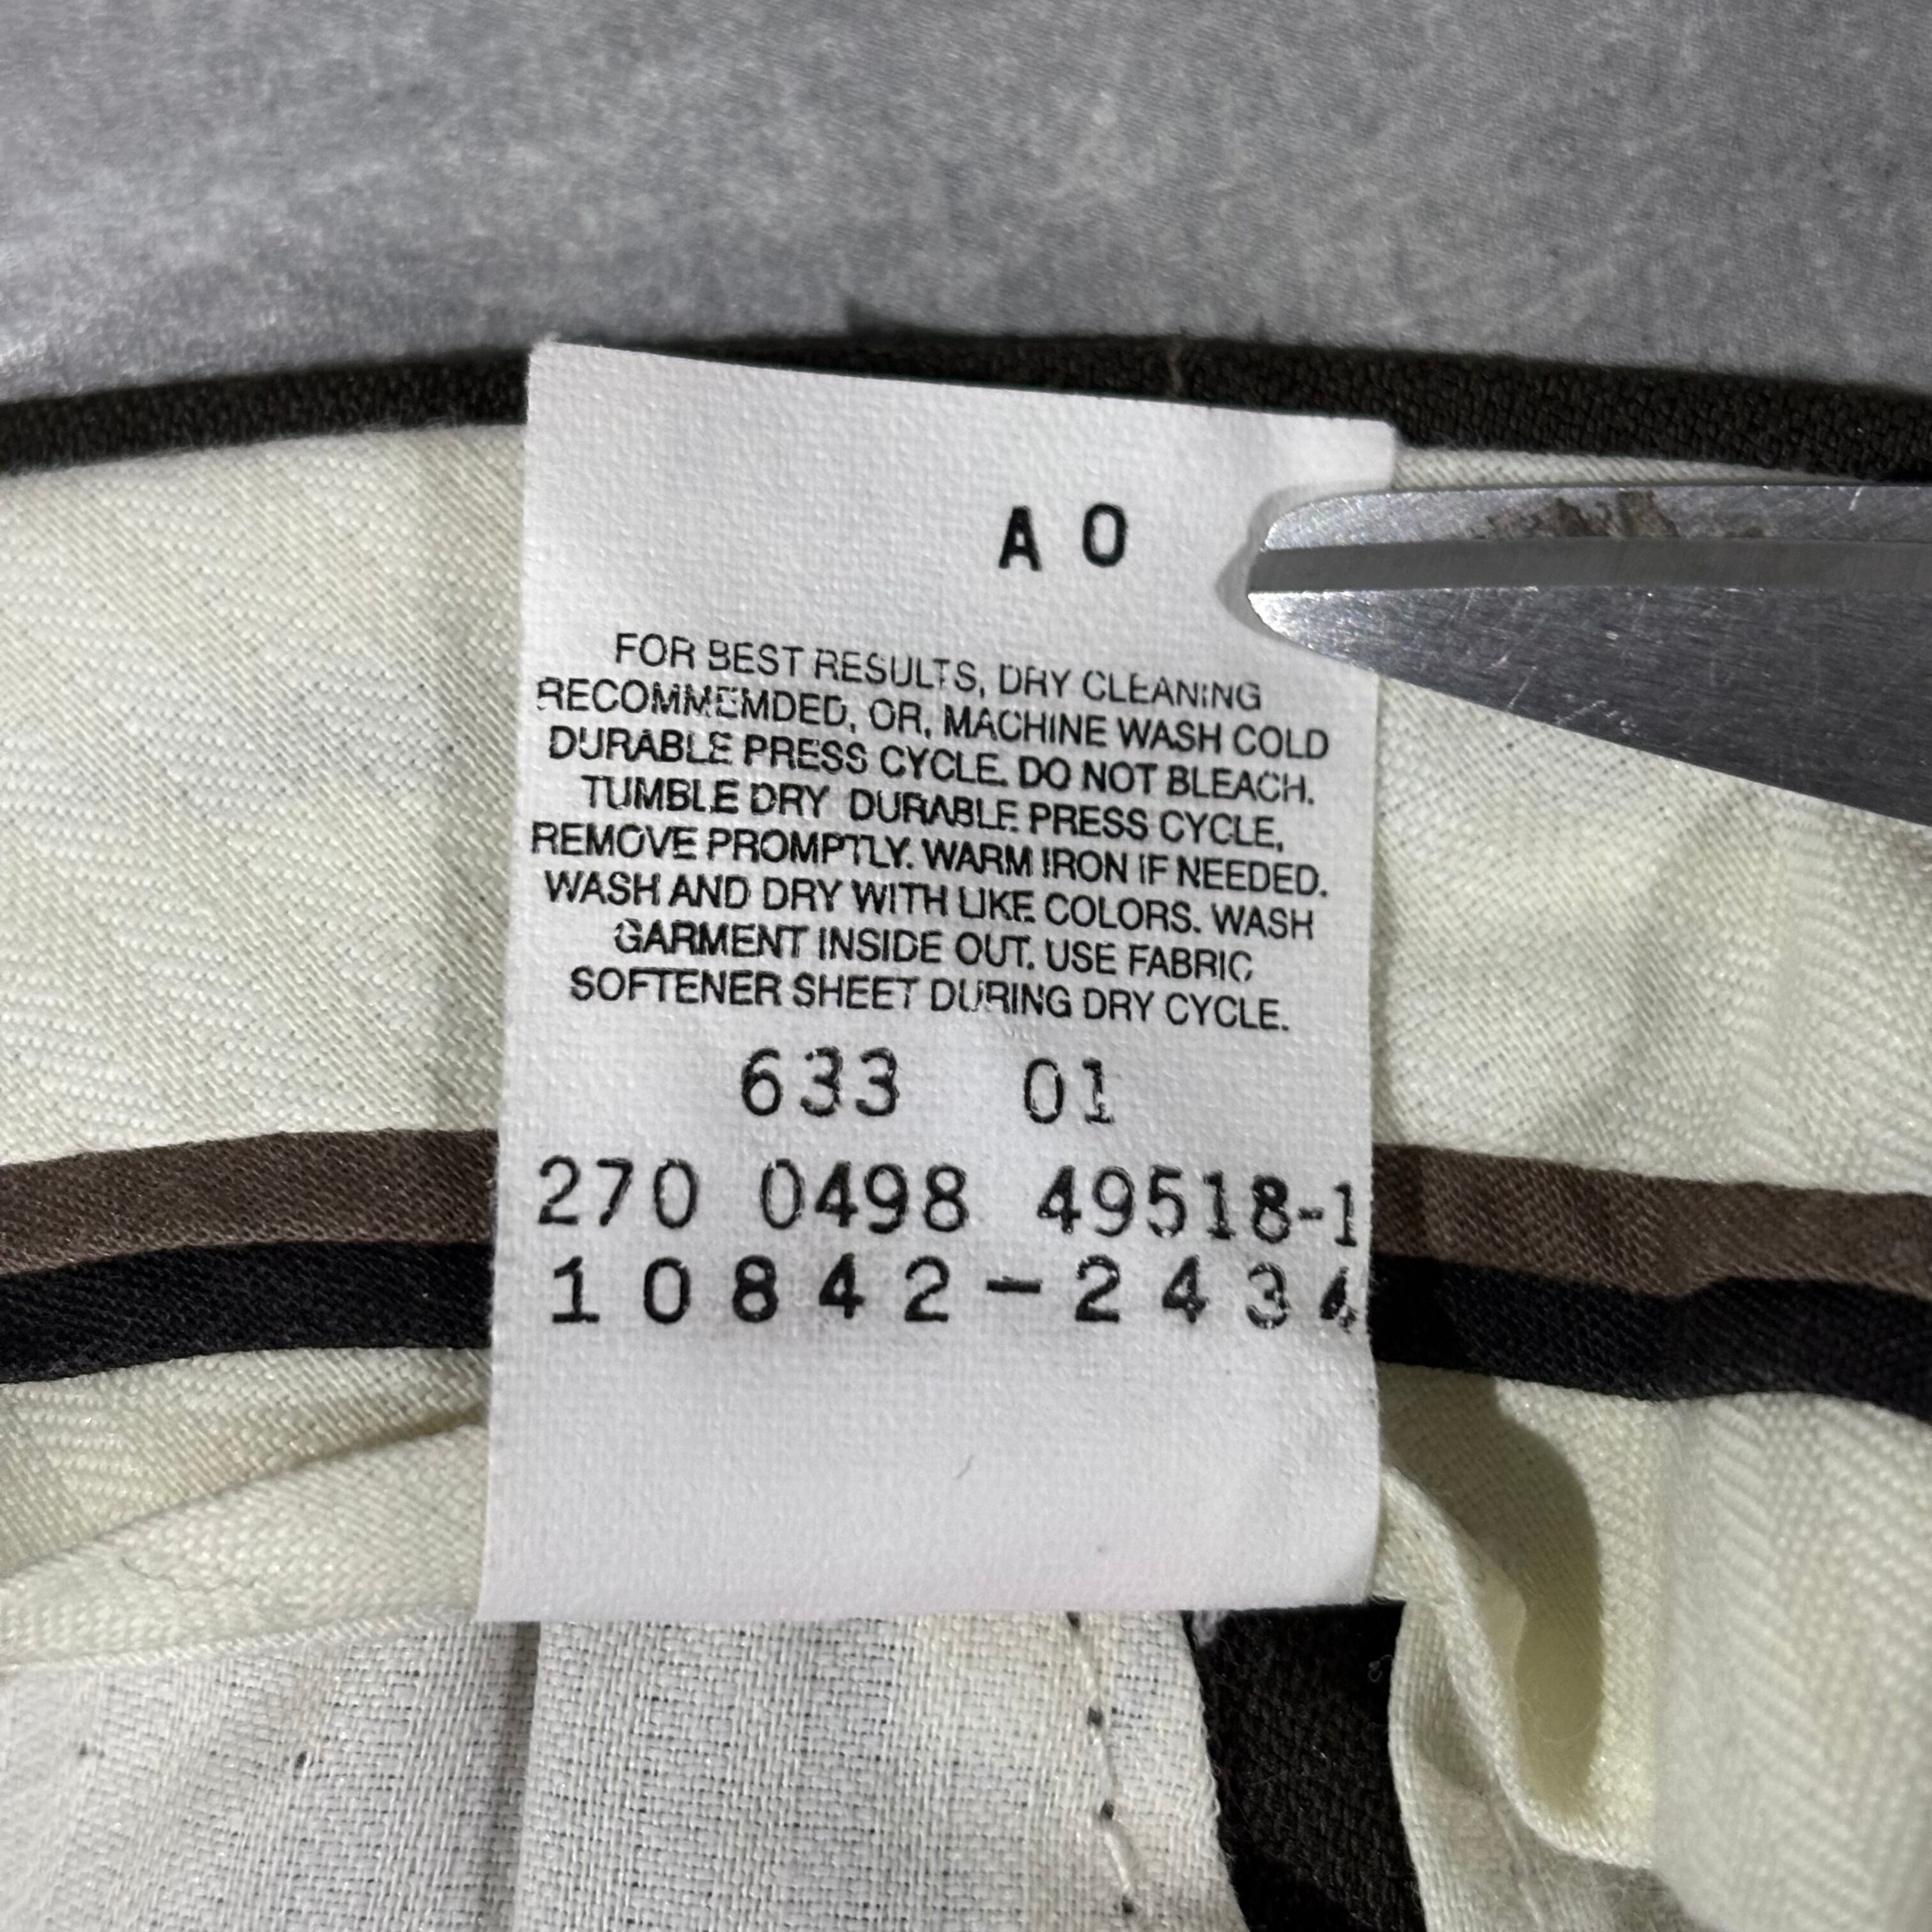 A O
FOR BEST RESULTS, DRY CLEANING
RECOMMEMDED, OR, MACHINE WASH COLD
DURABLE PRESS CYCLE. DO NOT BLEACH.
TUMBLE DRY DURABLE PRESS CYCLE,
REMOVE PROMPTLY. WARM IRON IF NEEDED.
WASH AND DRY WITH LIKE COLORS. WASH
GARMENT INSIDE OUT. USE FABRIC
SOFTENER SHEET DURING DRY CYCLE.
633 01
270 0498 49518-1
10842-2434